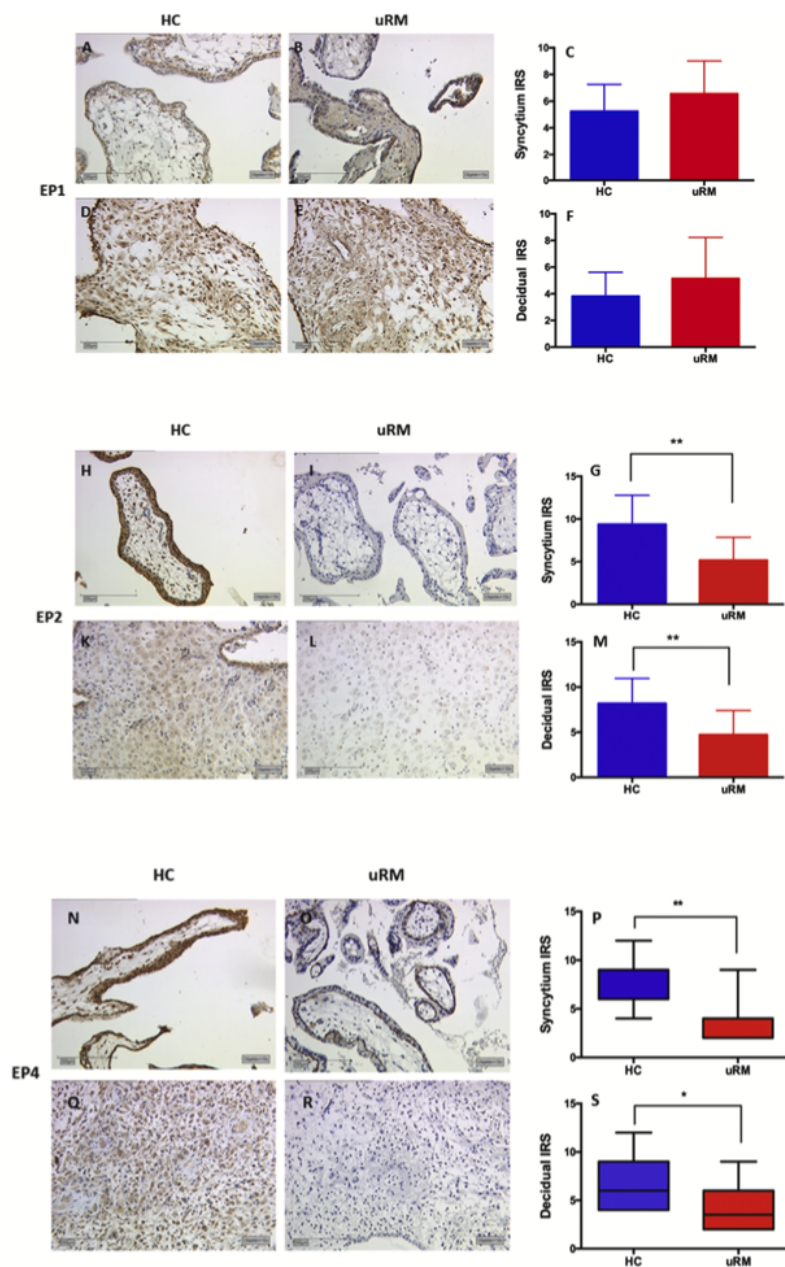 HC uRM
A
B
C
10
8
6
4
2
0
Syncytium IRS
HC uRM
EP1
D
E
F
10
8
6
4
2
0
Decidual IRS
HC uRM
HC uRM
H
I
G
15
10
5
0
Syncytium IRS
**
HC uRM
EP2
K
L
M
15
10
5
0
Decidual IRS
**
HC uRM
HC uRM
N
O
P
15
10
5
0
Syncytium IRS
**
HC uRM
EP4
Q
R
S
15
10
5
0
Decidual IRS
*
HC uRM